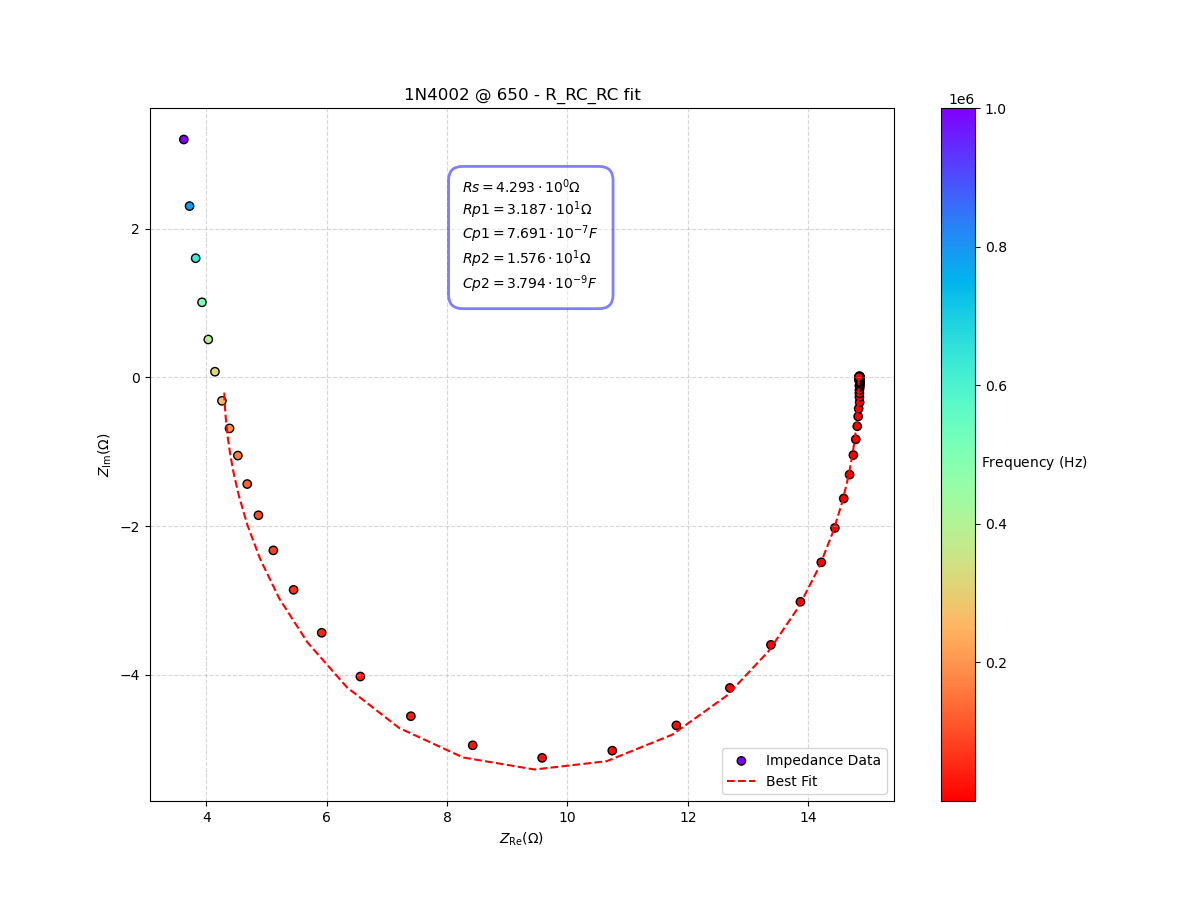 1N4002 @ 650 - R_RC_RC fit
1e6
1.0
0.8
0.6
0.4
0.2
Frequency (Hz)
Rs = 4.293 · 10⁰Ω
Rp1 = 3.187 · 10¹Ω
Cp1 = 7.691 · 10⁻⁷F
Rp2 = 1.576 · 10¹Ω
Cp2 = 3.794 · 10⁻⁹F
2
0
−2
−4
Z_Im(Ω)
Impedance Data
Best Fit
4 6 8 10 12 14
Z_Re(Ω)